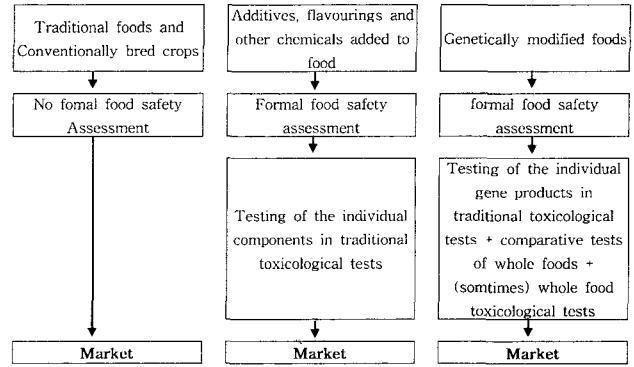 Traditional foods and
Conventionally bred crops
No fomal food safety
Assessment
Market
Additives, flavourings and
other chemicals added to
food
Formal food safety
assessment
Testing of the individual
components in traditional
toxicological tests
Market
Genetically modified foods
formal food safety
assessment
Testing of the individual
gene products in
traditional toxicological
tests + comparative tests
of whole foods +
(somtimes) whole food
toxicological tests
Market